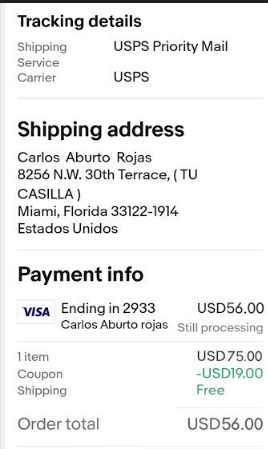 Tracking details
Shipping Service USPS Priority Mail
Carrier USPS
Shipping address
Carlos Aburto Rojas
8256 N.W. 30th Terrace, ( TU
CASILLA )
Miami, Florida 33122-1914
Estados Unidos
Payment info
VISA Ending in 2933 USD56.00
Carlos Aburto rojas Still processing
1 item USD75.00
Coupon -USD19.00
Shipping Free
Order total USD56.00